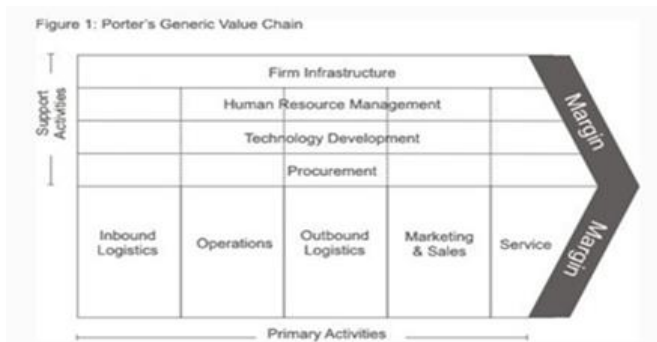 Figure 1: Porter's Generic Value Chain
Support
Activities
Firm Infrastructure
Human Resource Management
Technology Development
Procurement
Inbound
Logistics
Operations
Outbound
Logistics
Marketing
& Sales
Service
Margin
Margin
Primary Activities